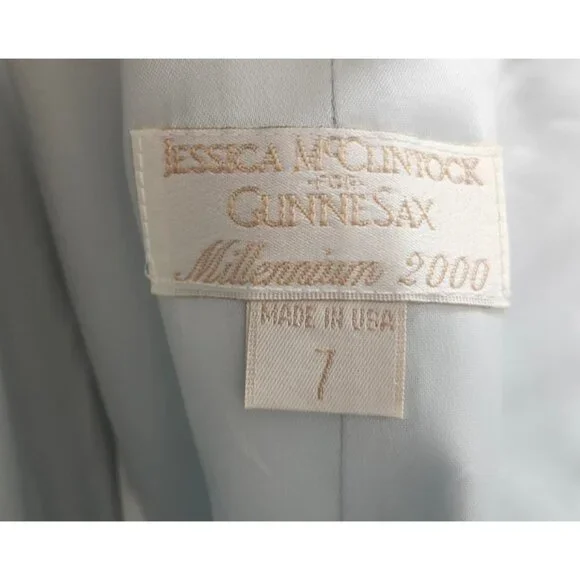 JESSICA McCLINTOCK
-FOR-
GUNNE SAX
Millennium 2000
MADE IN USA
7